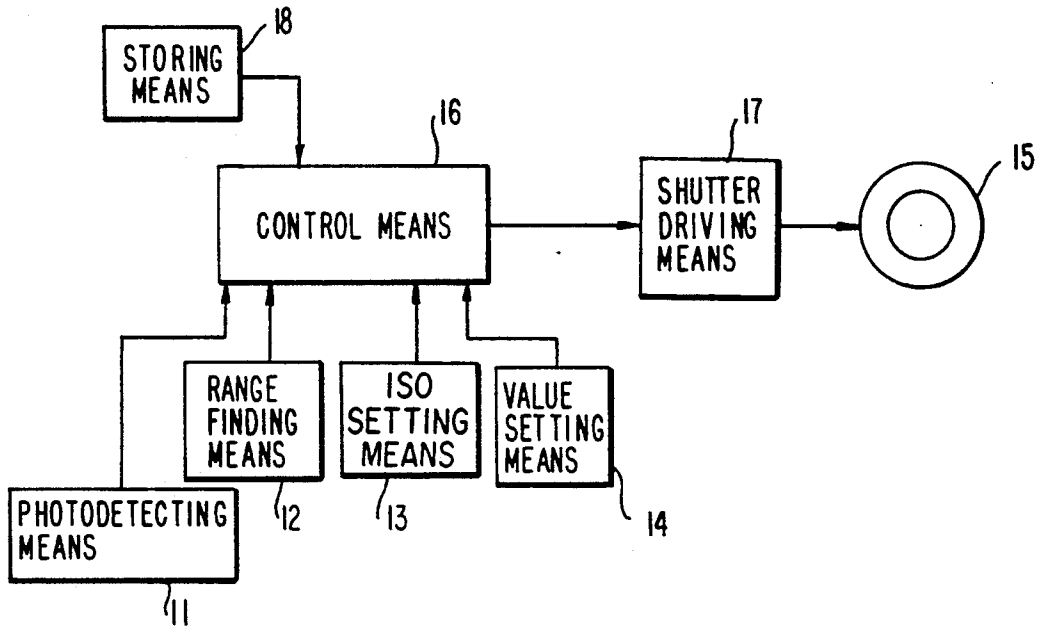 18
STORING
MEANS
16
CONTROL MEANS
17
SHUTTER
DRIVING
MEANS
15
RANGE
FINDING
MEANS
12
ISO
SETTING
MEANS
13
VALUE
SETTING
MEANS
14
PHOTODETECTING
MEANS
11